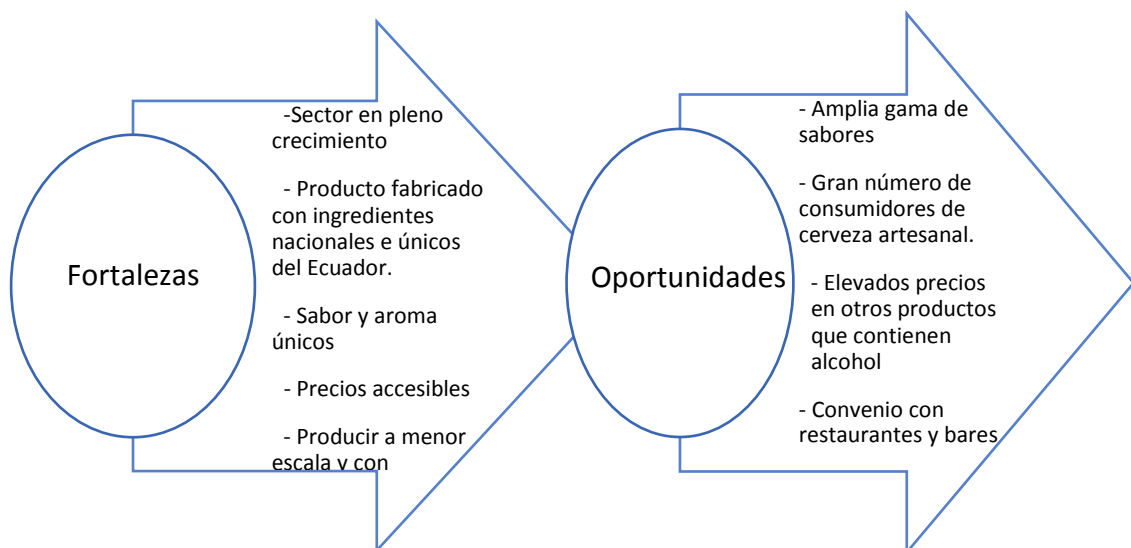 Fortalezas
-Sector en pleno
crecimiento
- Producto fabricado
con ingredientes
nacionales e únicos
del Ecuador.
- Sabor y aroma
únicos
- Precios accesibles
- Producir a menor
escala y con
Oportunidades
- Amplia gama de
sabores
- Gran número de
consumidores de
cerveza artesanal.
- Elevados precios
en otros productos
que contienen
alcohol
- Convenio con
restaurantes y bares